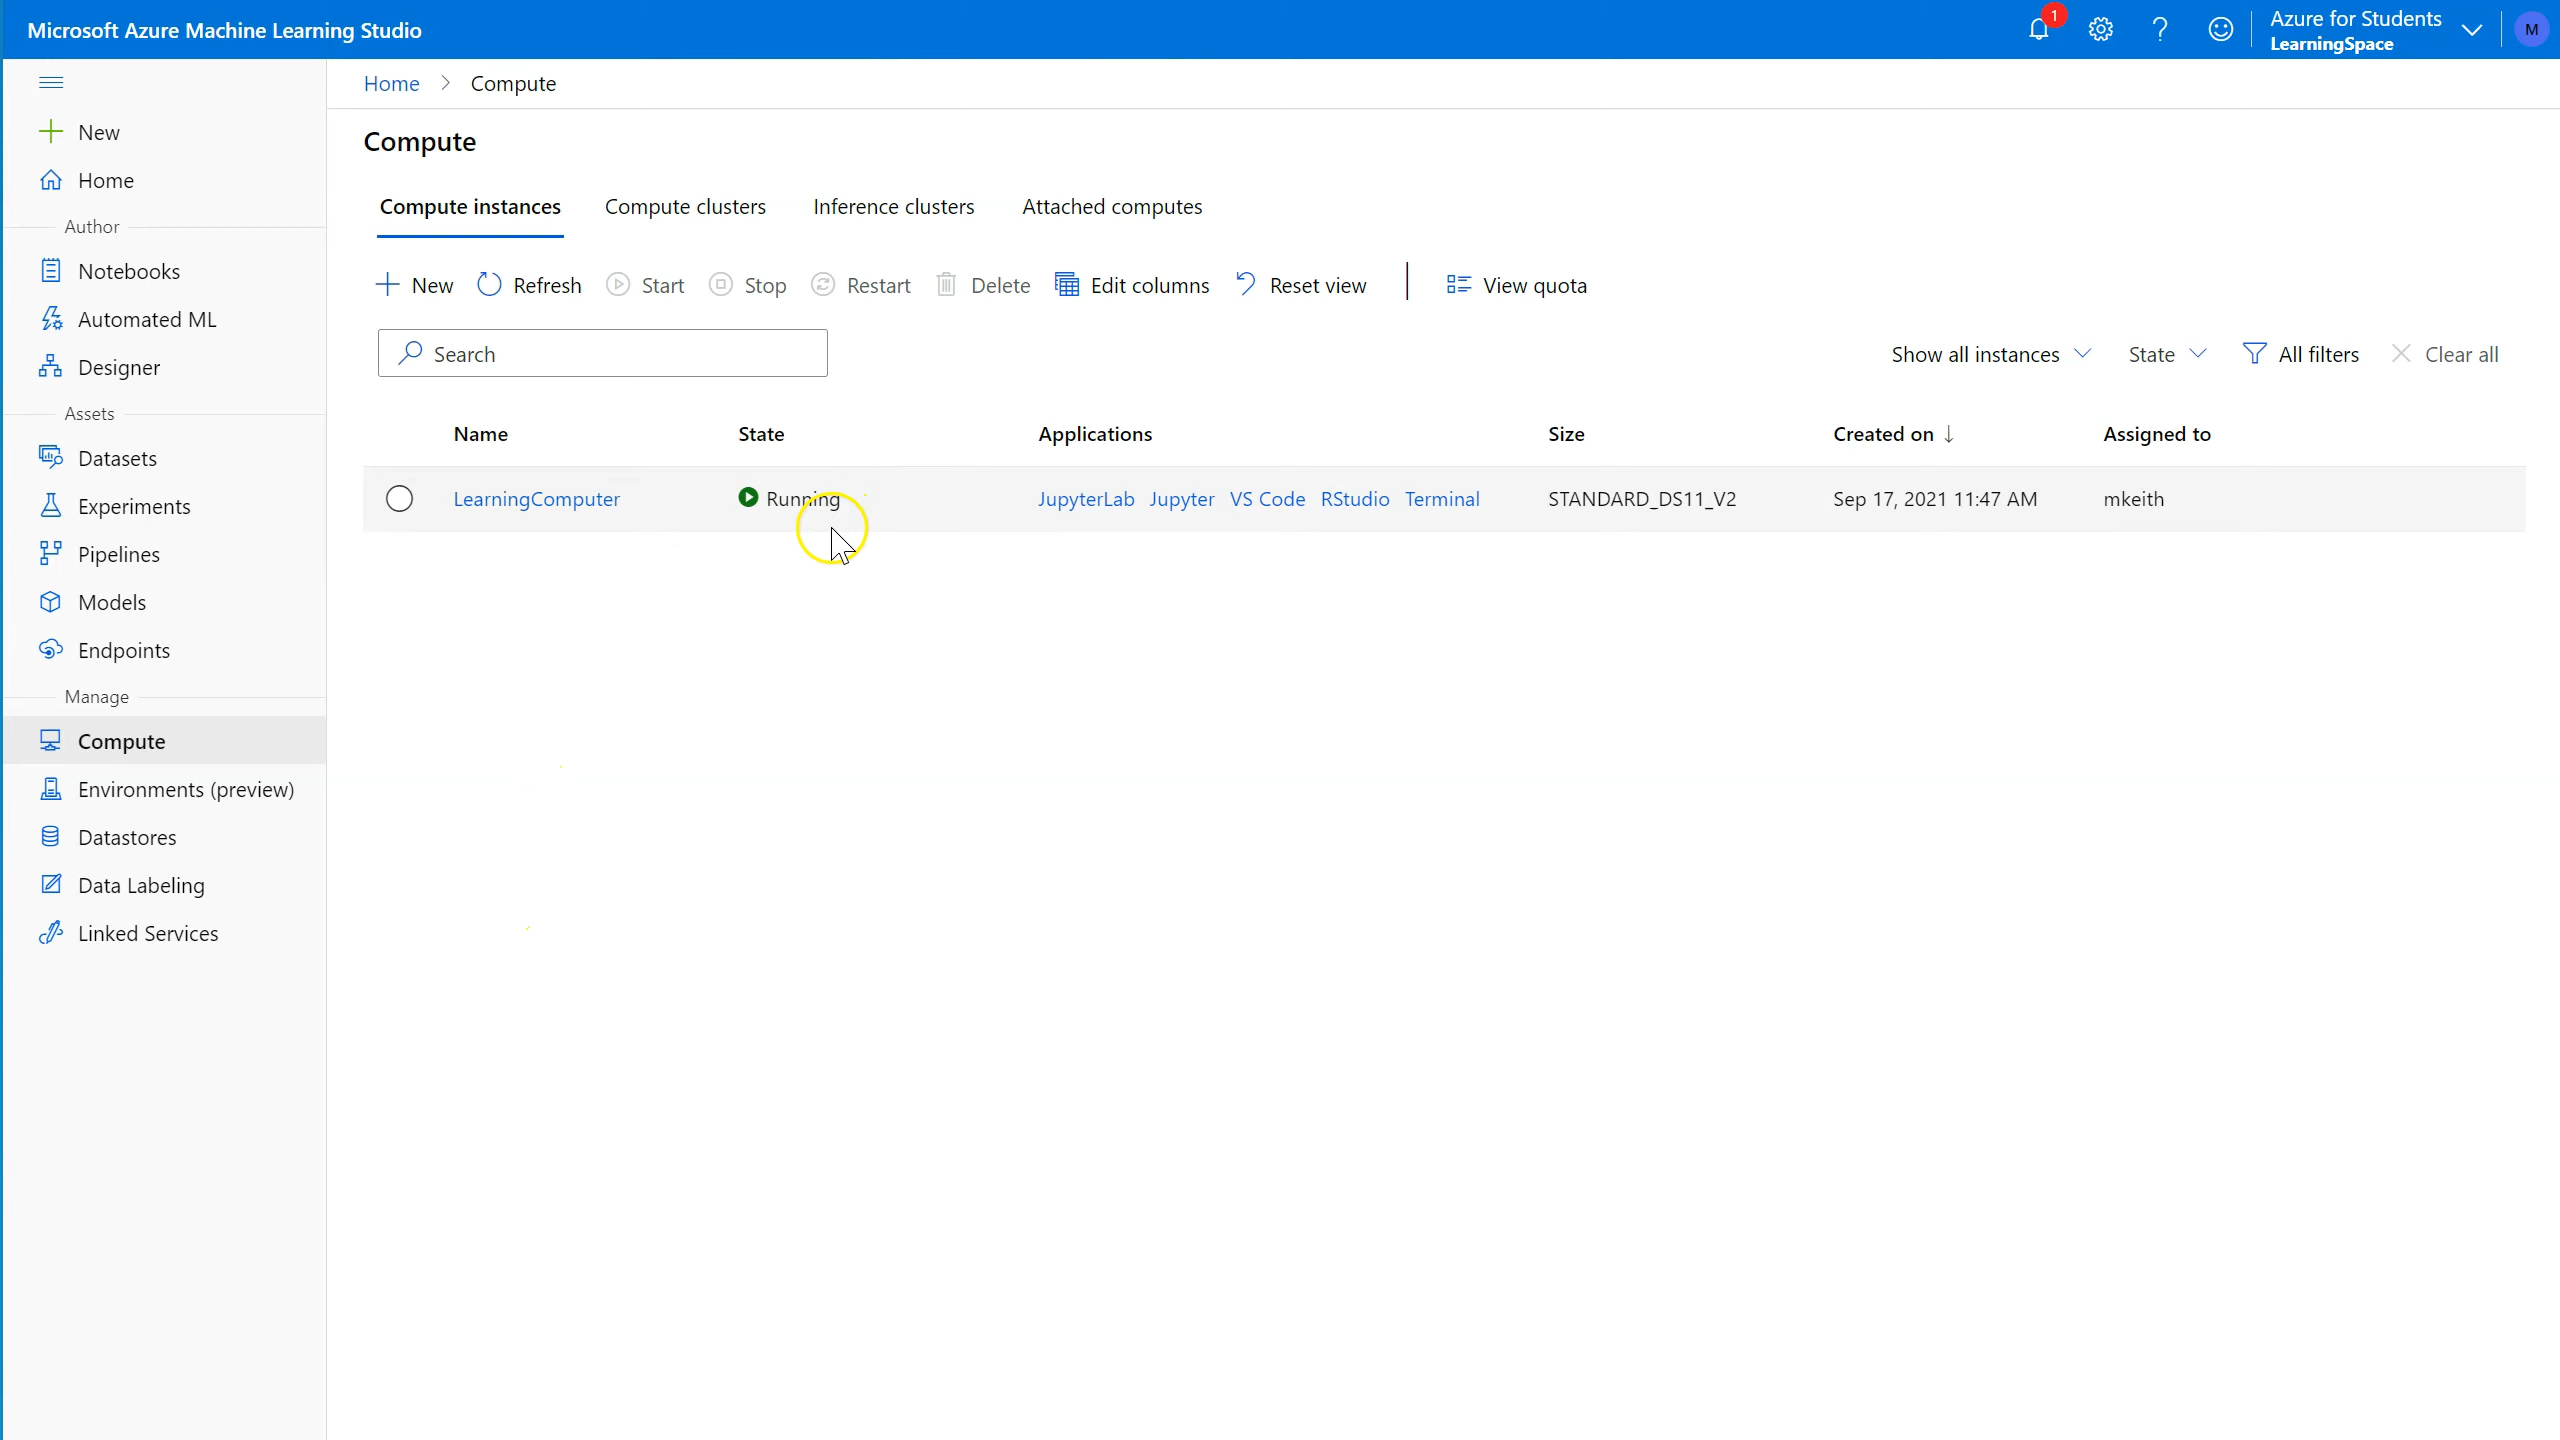 Microsoft Azure Machine Learning Studio
1
Azure for Students
LearningSpace
M
Home > Compute
New
Home
Author
Notebooks
Automated ML
Designer
Assets
Datasets
Experiments
Pipelines
Models
Endpoints
Manage
Compute
Environments (preview)
Datastores
Data Labeling
Linked Services
Compute
Compute instances Compute clusters Inference clusters Attached computes
New Refresh Start Stop Restart Delete Edit columns Reset view View quota
Search Show all instances State All filters Clear all
Name State Applications Size Created on ↓ Assigned to
LearningComputer Running JupyterLab Jupyter VS Code RStudio Terminal STANDARD_DS11_V2 Sep 17, 2021 11:47 AM mkeith